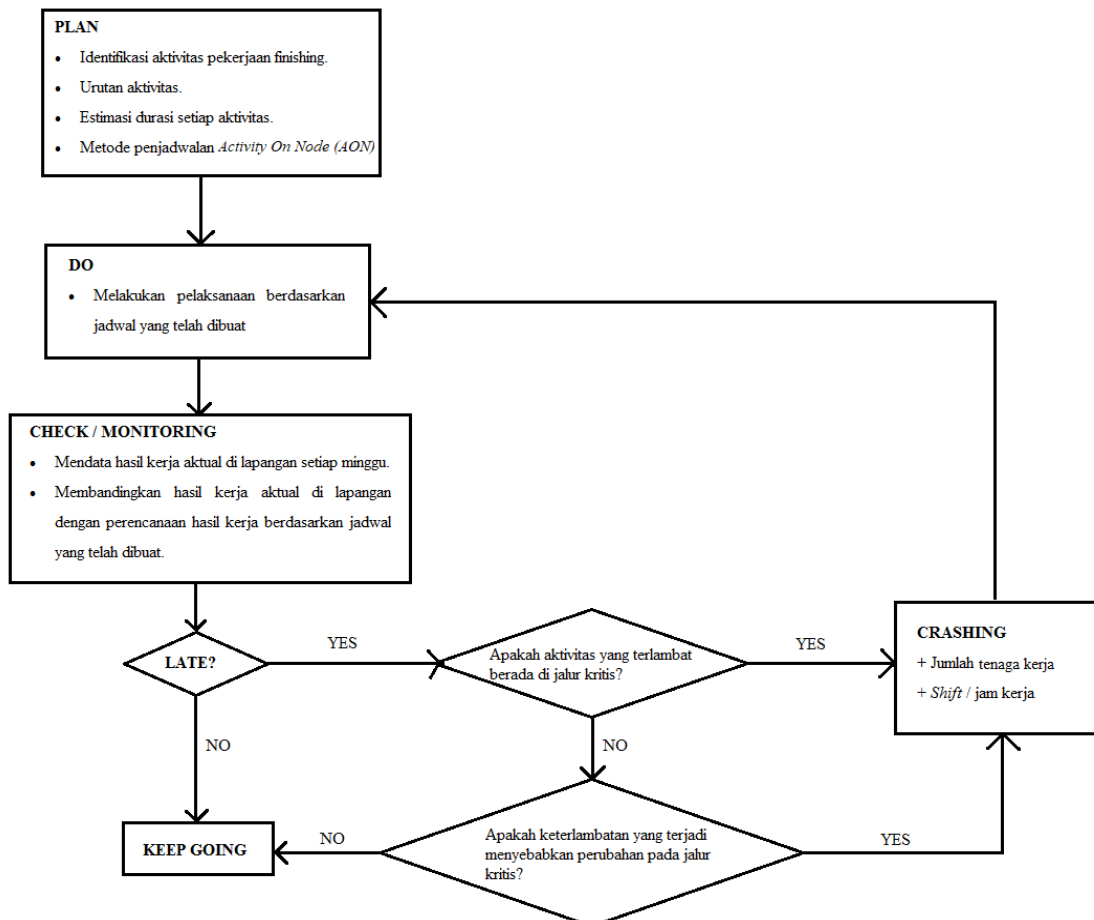 PLAN
• Identifikasi aktivitas pekerjaan finishing.
• Urutan aktivitas.
• Estimasi durasi setiap aktivitas.
• Metode penjadwalan Activity On Node (AON)
DO
• Melakukan pelaksanaan berdasarkan
jadwal yang telah dibuat
CHECK / MONITORING
• Mendata hasil kerja aktual di lapangan setiap minggu.
• Membandingkan hasil kerja aktual di lapangan
dengan perencanaan hasil kerja berdasarkan jadwal
yang telah dibuat.
LATE?
YES
Apakah aktivitas yang terlambat
berada di jalur kritis?
YES
CRASHING
+ Jumlah tenaga kerja
+ Shift / jam kerja
NO
NO
KEEP GOING
NO
Apakah keterlambatan yang terjadi
menyebabkan perubahan pada jalur
kritis?
YES